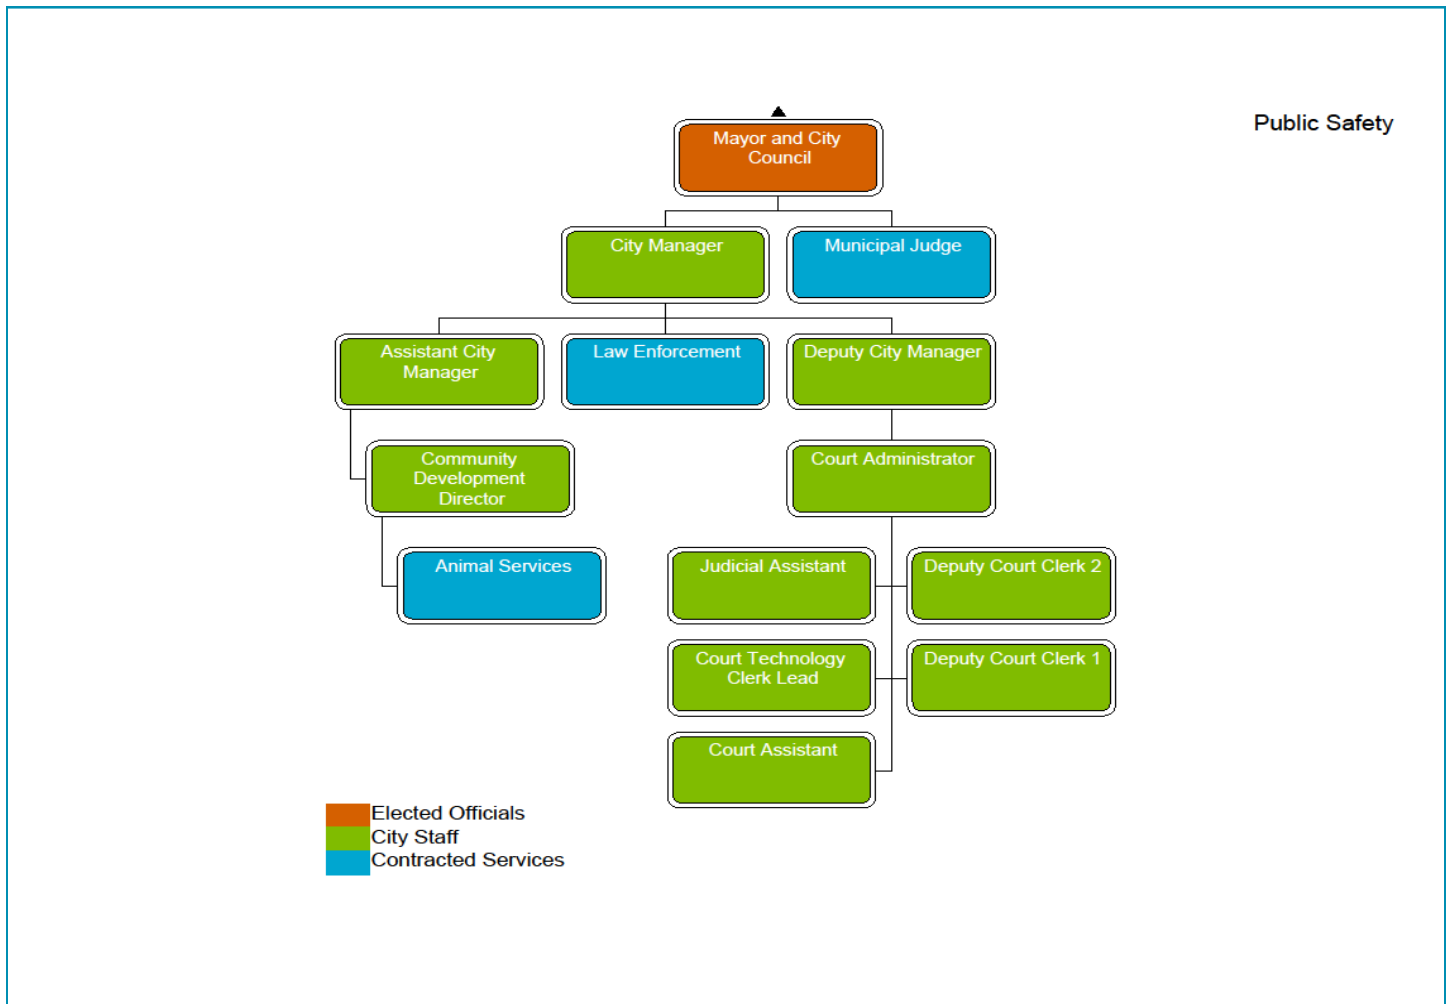 Public Safety
Mayor and City
Council
City Manager
Municipal Judge
Assistant City
Manager
Law Enforcement
Deputy City Manager
Community
Development
Director
Court Administrator
Animal Services
Judicial Assistant
Deputy Court Clerk 2
Court Technology
Clerk Lead
Deputy Court Clerk 1
Court Assistant
Elected Officials
City Staff
Contracted Services